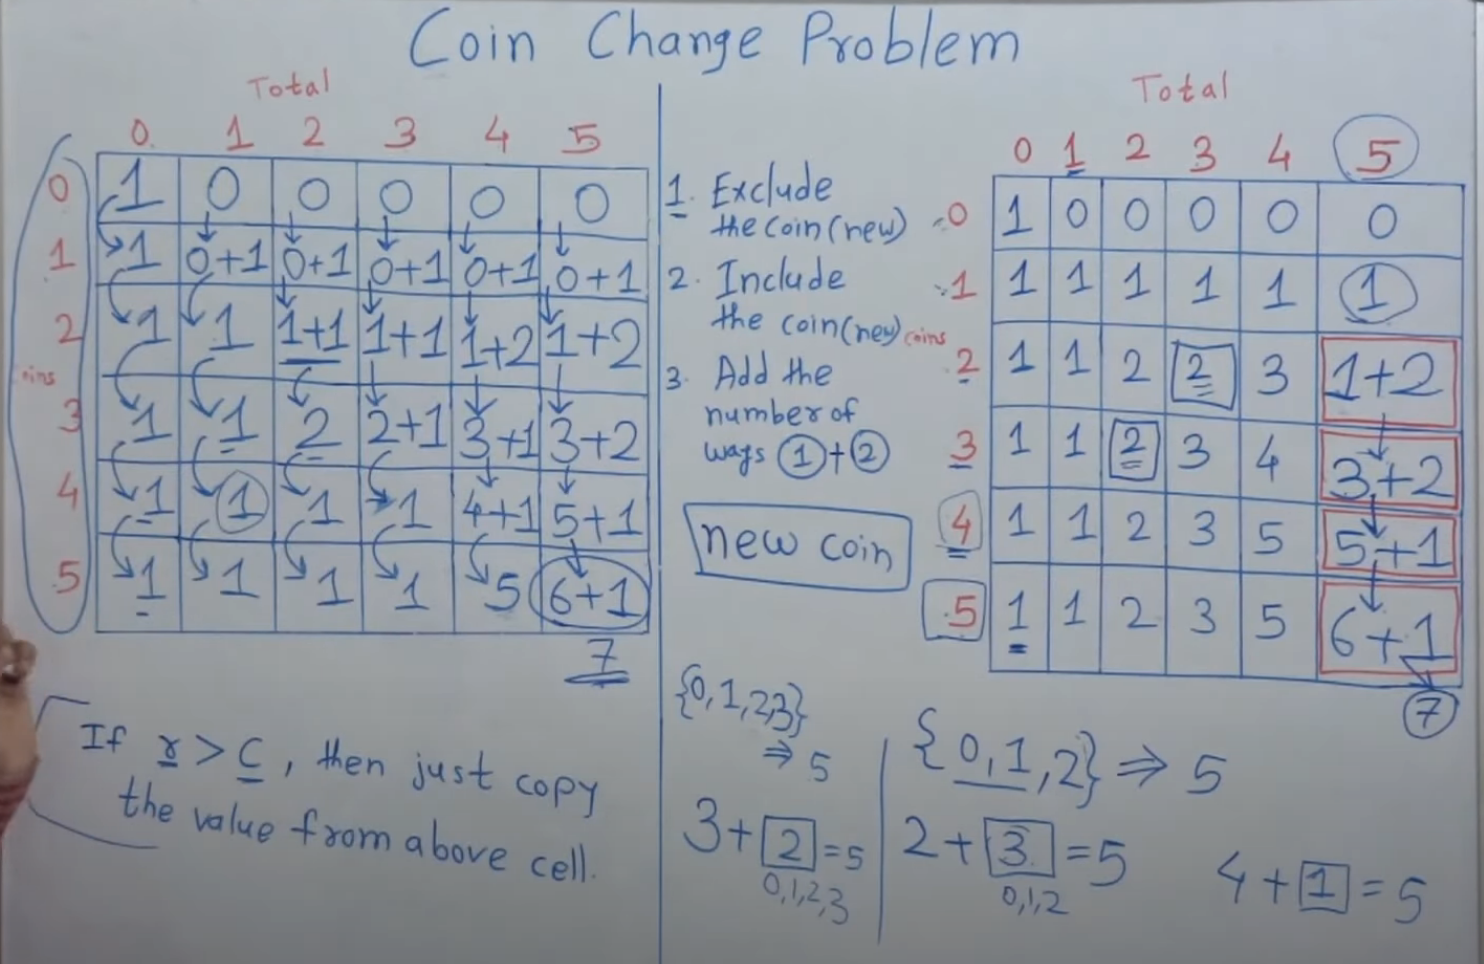 Coin Change Problem
Total
0 1 2 3 4 5
0 1 0 0 0 0 0
1 1 0+1 0+1 0+1 0+1 0+1
2 1 1 1+1 1+1 1+2 1+2
ins
3 1 1 2 2+1 3+1 3+2
4 1 1 1 1 4+1 5+1
5 1 1 1 1 5 6+1
7
If r > c, then just copy
the value from above cell.
1. Exclude
the coin(new)
2. Include
the coin(new)
3. Add the
number of
ways 1+2
new coin
Total
0 1 2 3 4 5
0 1 0 0 0 0 0
1 1 1 1 1 1 1
coins
2 1 1 2 2 3 1+2
3 1 1 2 3 4 3+2
4 1 1 2 3 5 5+1
5 1 1 2 3 5 6+1
7
{0,1,2,3}
⇒ 5
3+2=5
0,1,2,3
{0,1,2} ⇒ 5
2+3=5
0,1,2
4+1=5